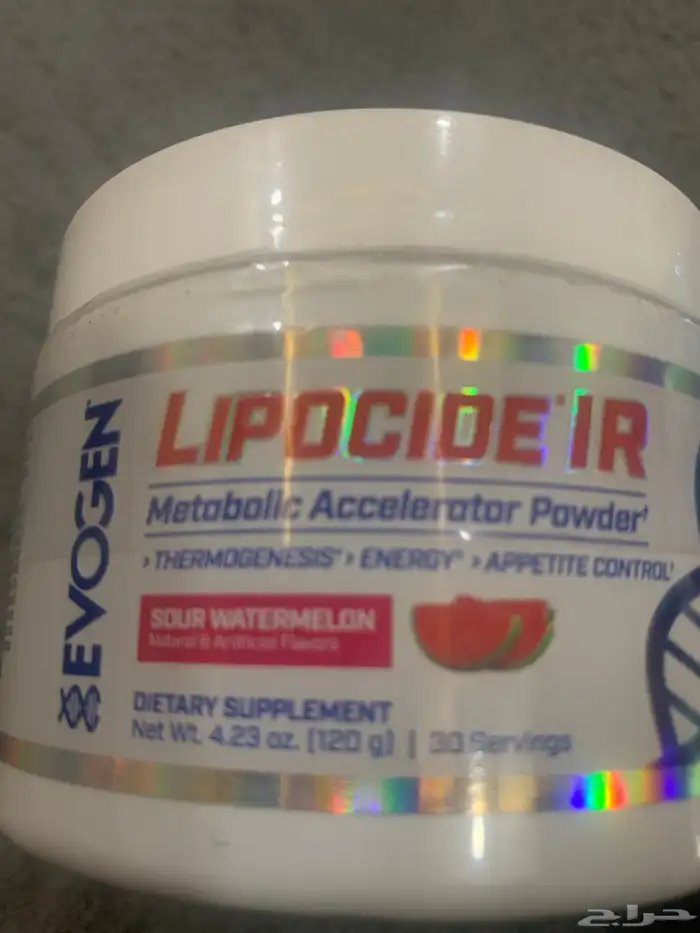 EVOGEN
LIPOCIDE IR
Metabolic Accelerator Powder†
› THERMOGENESIS† › ENERGY† › APPETITE CONTROL†
SOUR WATERMELON
Natural & Artificial Flavors
DIETARY SUPPLEMENT
Net Wt. 4.23 oz. (120 g) | 30 Servings
حراج